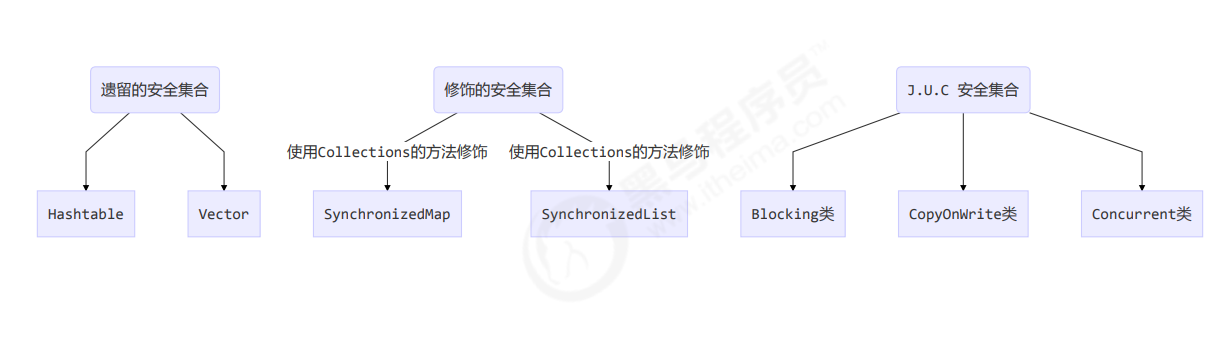 遗留的安全集合
修饰的安全集合
J.U.C 安全集合
使用Collections的方法修饰
使用Collections的方法修饰
Hashtable
Vector
SynchronizedMap
SynchronizedList
Blocking类
CopyOnWrite类
Concurrent类
黑马程序员™
www.itheima.com